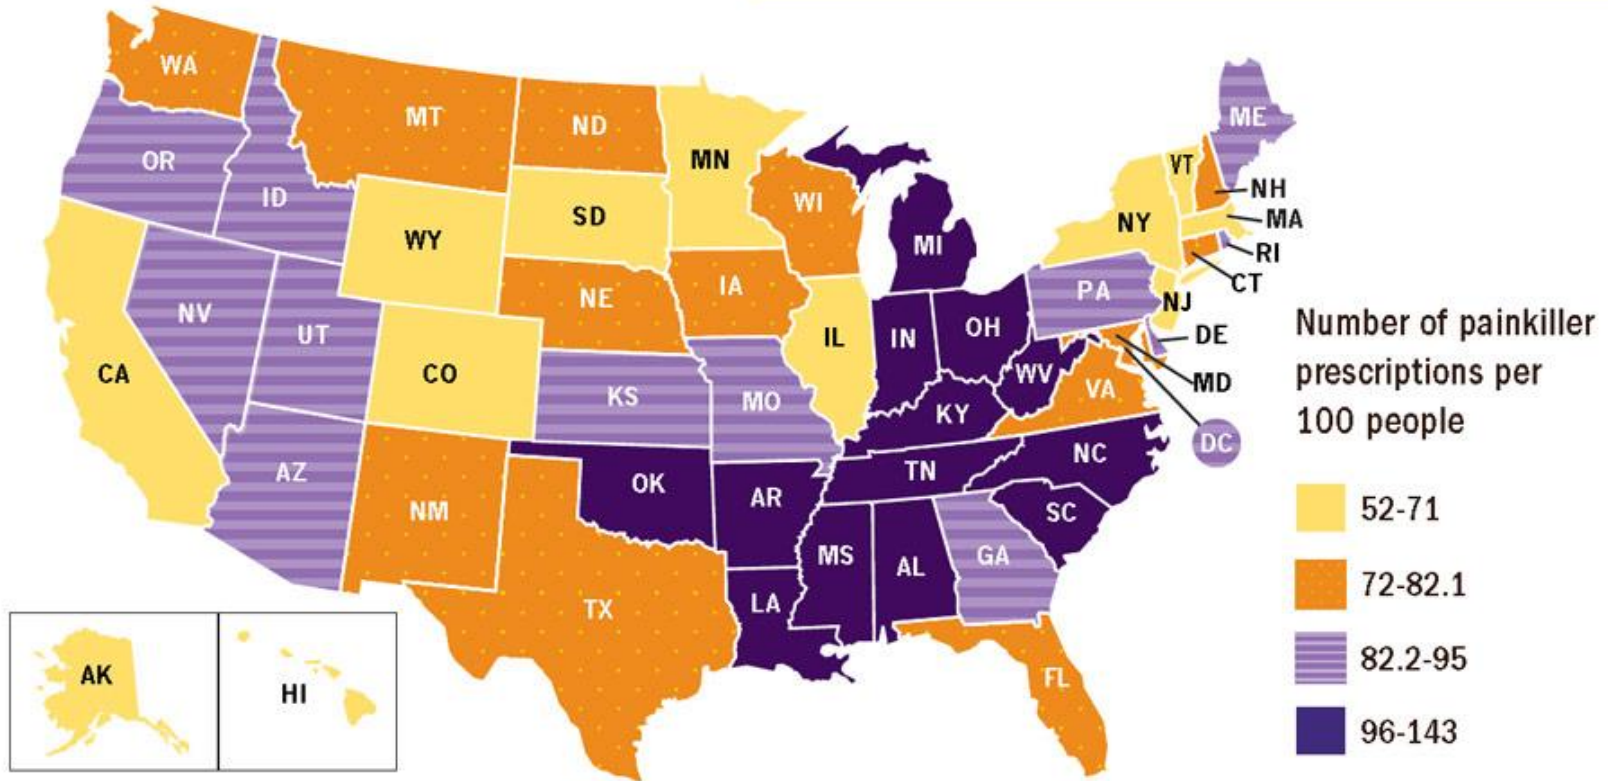 WA
MT
ND
MN
OR
ID
WY
SD
WI
MI
NY
VT
ME
NH
MA
RI
CT
NJ
PA
NE
IA
NV
UT
CO
CA
IL
IN
OH
DE
MD
WV
VA
DC
KS
MO
KY
AZ
NM
OK
AR
TN
NC
SC
MS
AL
GA
TX
LA
FL
AK
HI
Number of painkiller
prescriptions per
100 people
52-71
72-82.1
82.2-95
96-143